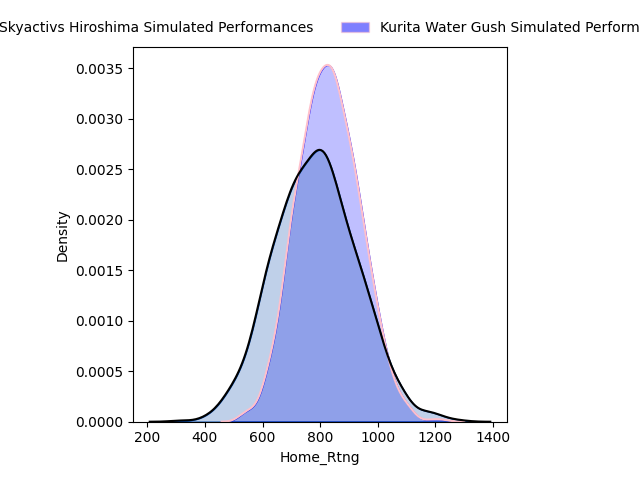 Skyactivs Hiroshima Simulated Performances
Kurita Water Gush Simulated Perform
0.0035
0.0030
0.0025
0.0020
0.0015
0.0010
0.0005
0.0000
Density
200 400 600 800 1000 1200 1400
Home_Rtng